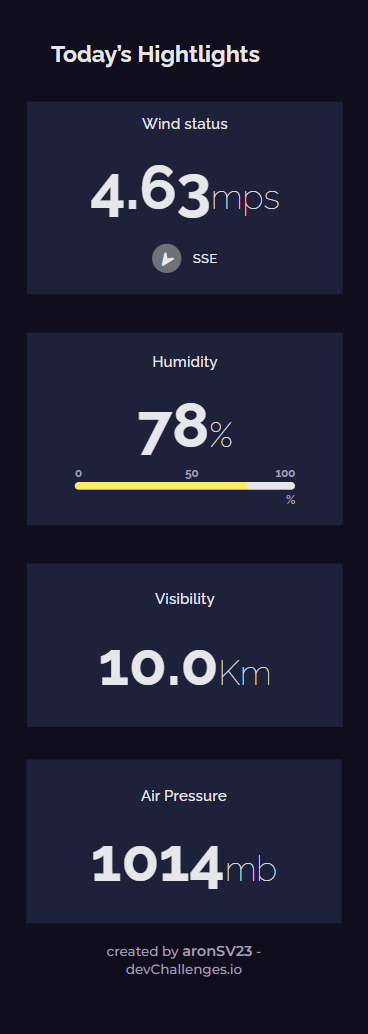 Today’s Hightlights
Wind status
4.63mps
SSE
Humidity
78%
0 50 100
%
Visibility
10.0Km
Air Pressure
1014mb
created by aronSV23 -
devChallenges.io